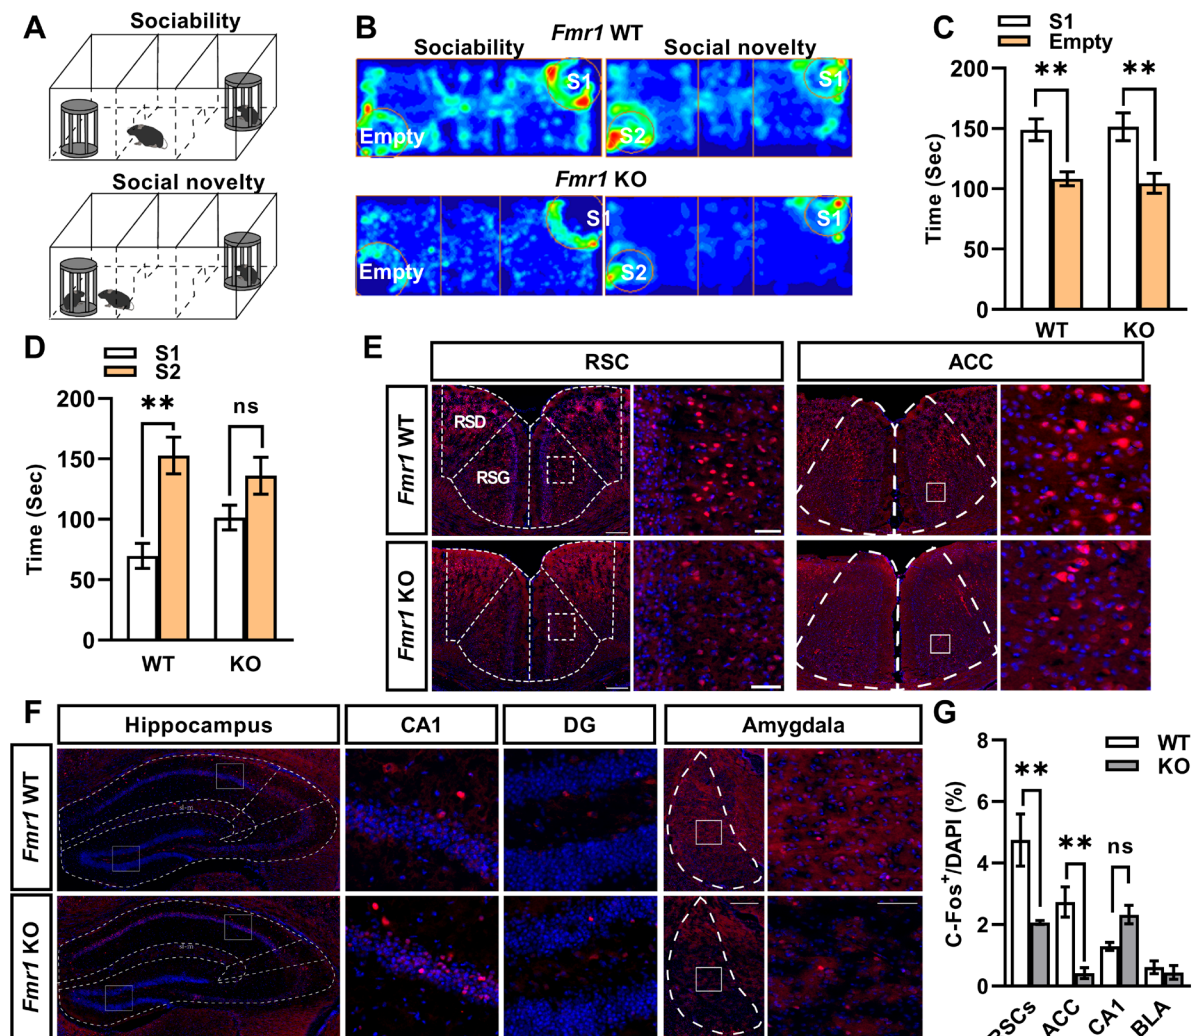 A
Sociability
Social novelty
B
Fmr1 WT
Sociability
Social novelty
S1
Empty
S1
S2
Fmr1 KO
S1
Empty
S1
S2
C
S1
Empty
Time (Sec)
200
150
100
50
0
**
**
WT
KO
D
S1
S2
Time (Sec)
200
150
100
50
0
**
ns
WT
KO
E
RSC
ACC
Fmr1 WT
RSD
RSG
Fmr1 KO
F
Hippocampus
CA1
DG
Amygdala
Fmr1 WT
sl-m
Fmr1 KO
sl-m
G
WT
KO
C-Fos⁺/DAPI (%)
8
6
4
2
0
**
**
ns
RSCs
ACC
CA1
BLA